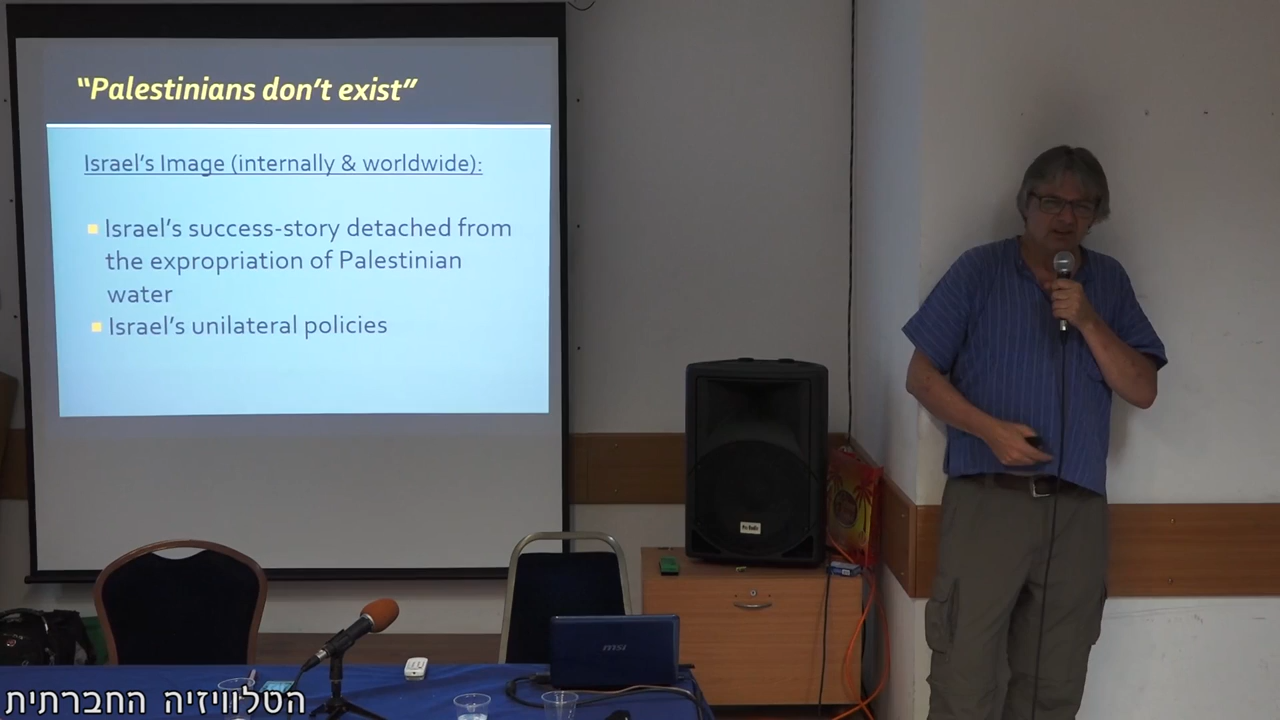 “Palestinians don’t exist”
Israel’s Image (internally & worldwide):
Israel’s success-story detached from
the expropriation of Palestinian
water
Israel’s unilateral policies
msi
הטלוויזיה החברתית